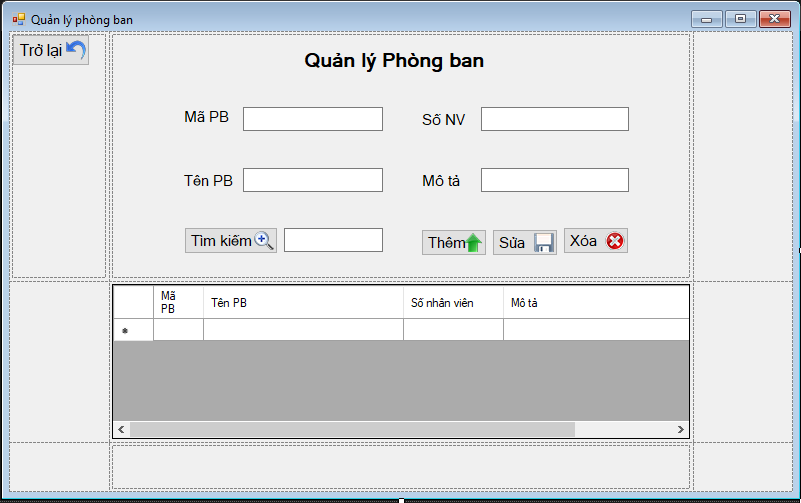 Quản lý phòng ban
Trở lại
Quản lý Phòng ban
Mã PB
Số NV
Tên PB
Mô tả
Tìm kiếm
Thêm
Sửa
Xóa
Mã
PB
Tên PB
Số nhân viên
Mô tả